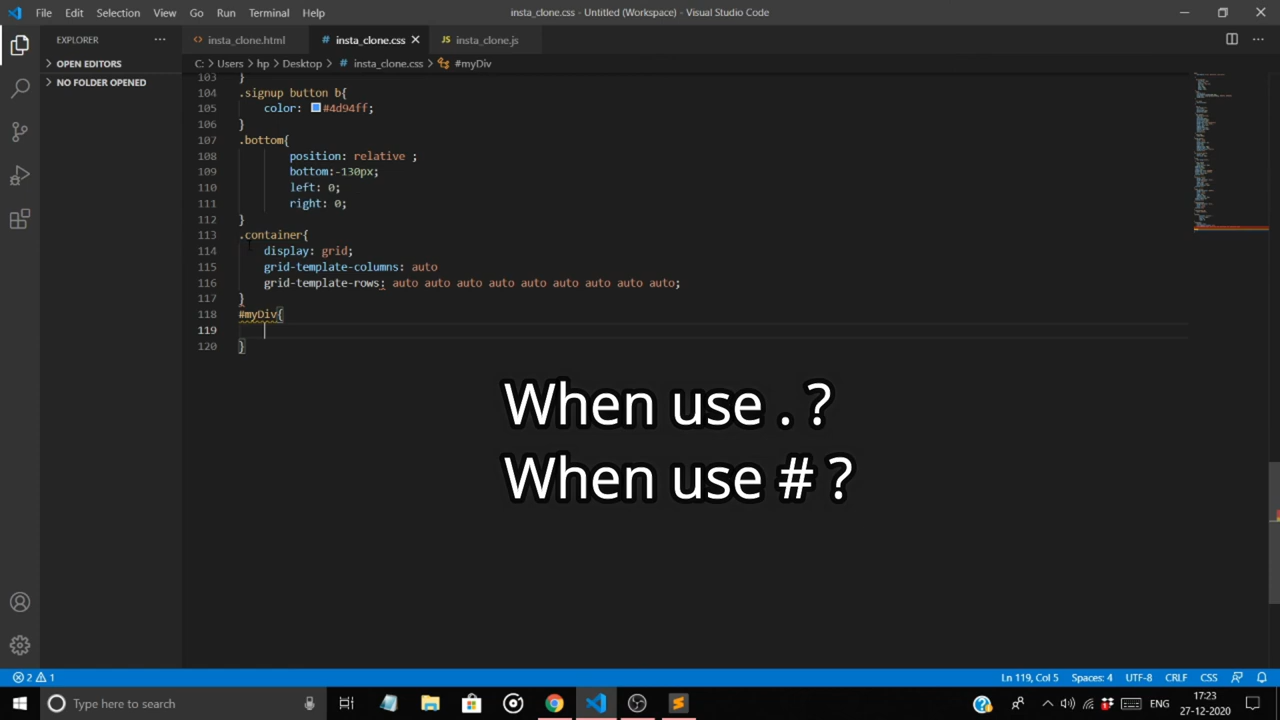 File Edit Selection View Go Run Terminal Help
insta_clone.css - Untitled (Workspace) - Visual Studio Code
EXPLORER
insta_clone.html
# insta_clone.css
JS insta_clone.js
OPEN EDITORS
NO FOLDER OPENED
C: > Users > hp > Desktop > # insta_clone.css > #myDiv
103 }
104 .signup button b{
105 color: #4d94ff;
106 }
107 .bottom{
108 position: relative ;
109 bottom:-130px;
110 left: 0;
111 right: 0;
112 }
113 .container{
114 display: grid;
115 grid-template-columns: auto
116 grid-template-rows: auto auto auto auto auto auto auto auto auto;
117 }
118 #myDiv{
119
120 }
When use . ?
When use # ?
2 1
Ln 119, Col 5 Spaces: 4 UTF-8 CRLF CSS
Type here to search
ENG
17:23
27-12-2020